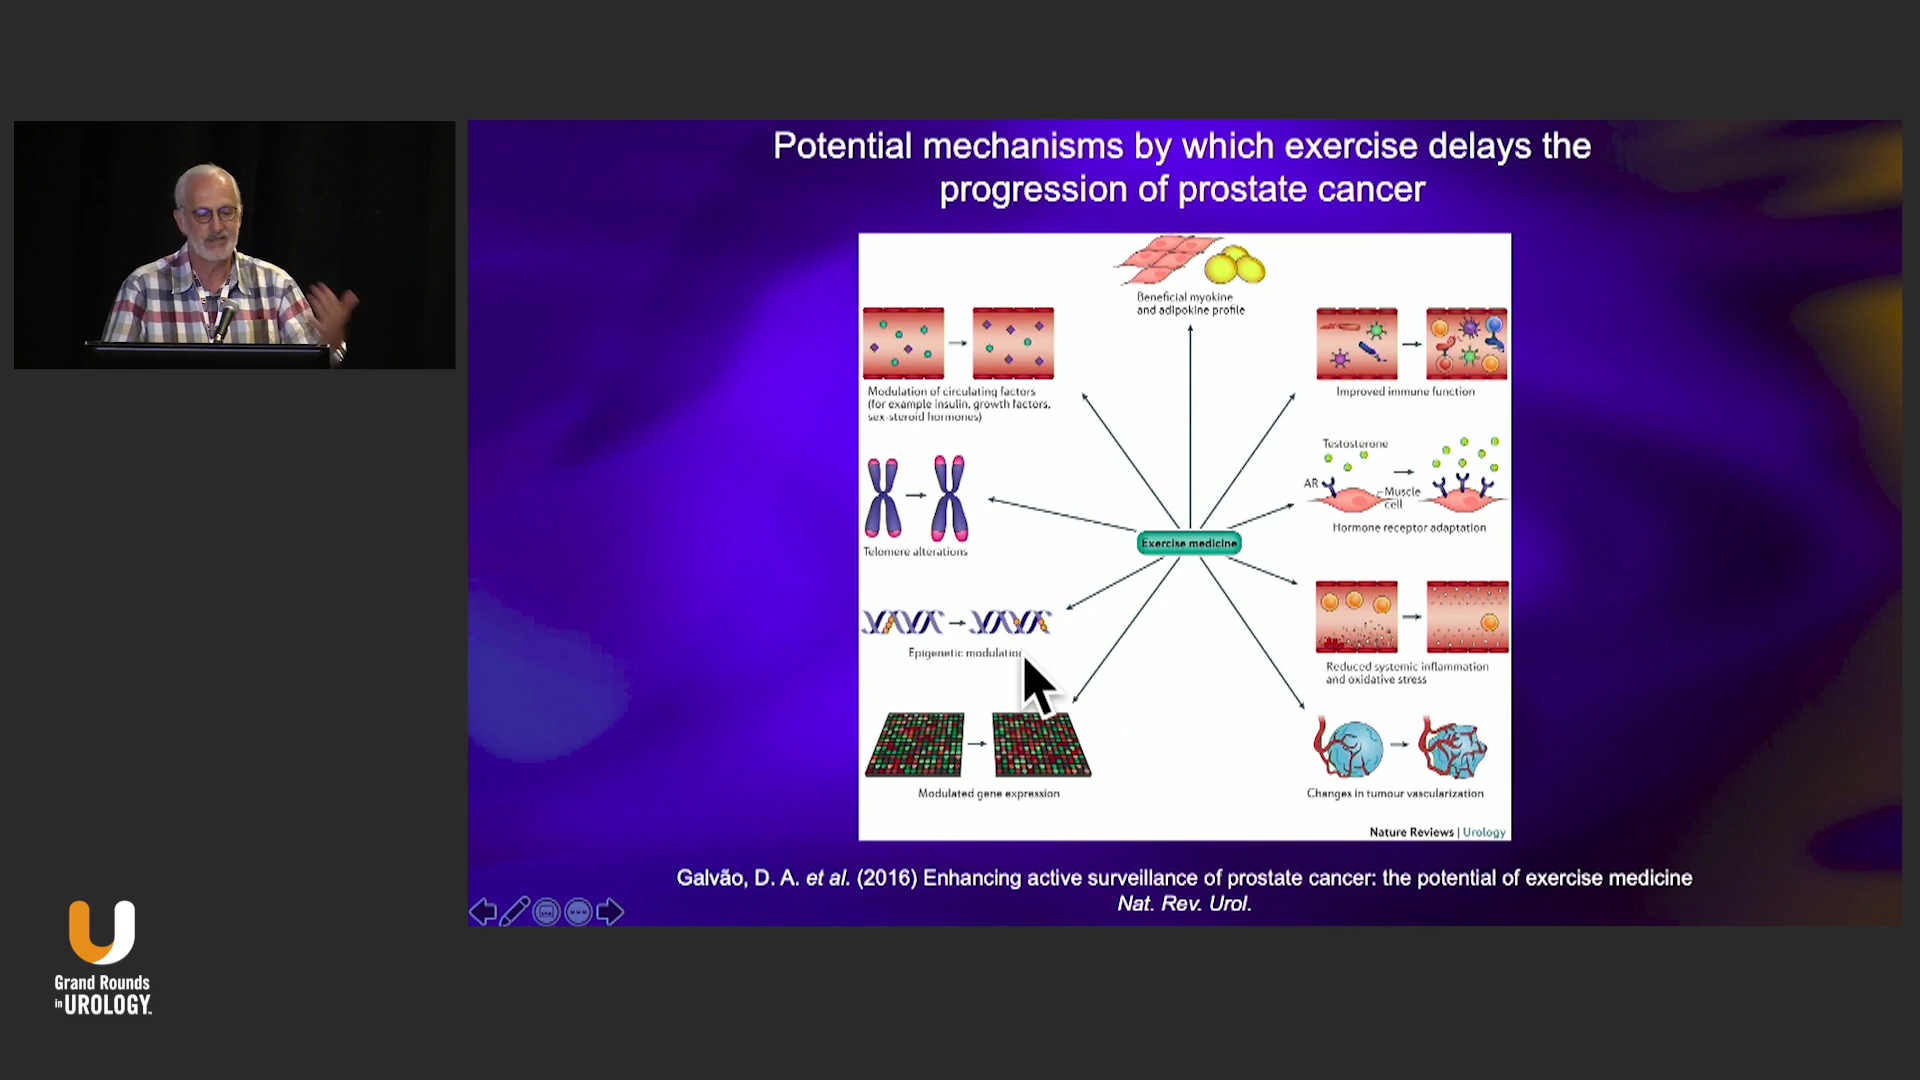 Potential mechanisms by which exercise delays the
progression of prostate cancer
Beneficial myokine
and adipokine profile
Modulation of circulating factors
(for example insulin, growth factors,
sex-steroid hormones)
Improved immune function
Testosterone
AR
Muscle
cell
Hormone receptor adaptation
Telomere alterations
Exercise medicine
Epigenetic modulation
Reduced systemic inflammation
and oxidative stress
Modulated gene expression
Changes in tumour vascularization
Nature Reviews | Urology
Galvão, D. A. et al. (2016) Enhancing active surveillance of prostate cancer: the potential of exercise medicine
Nat. Rev. Urol.
Grand Rounds
in UROLOGY™